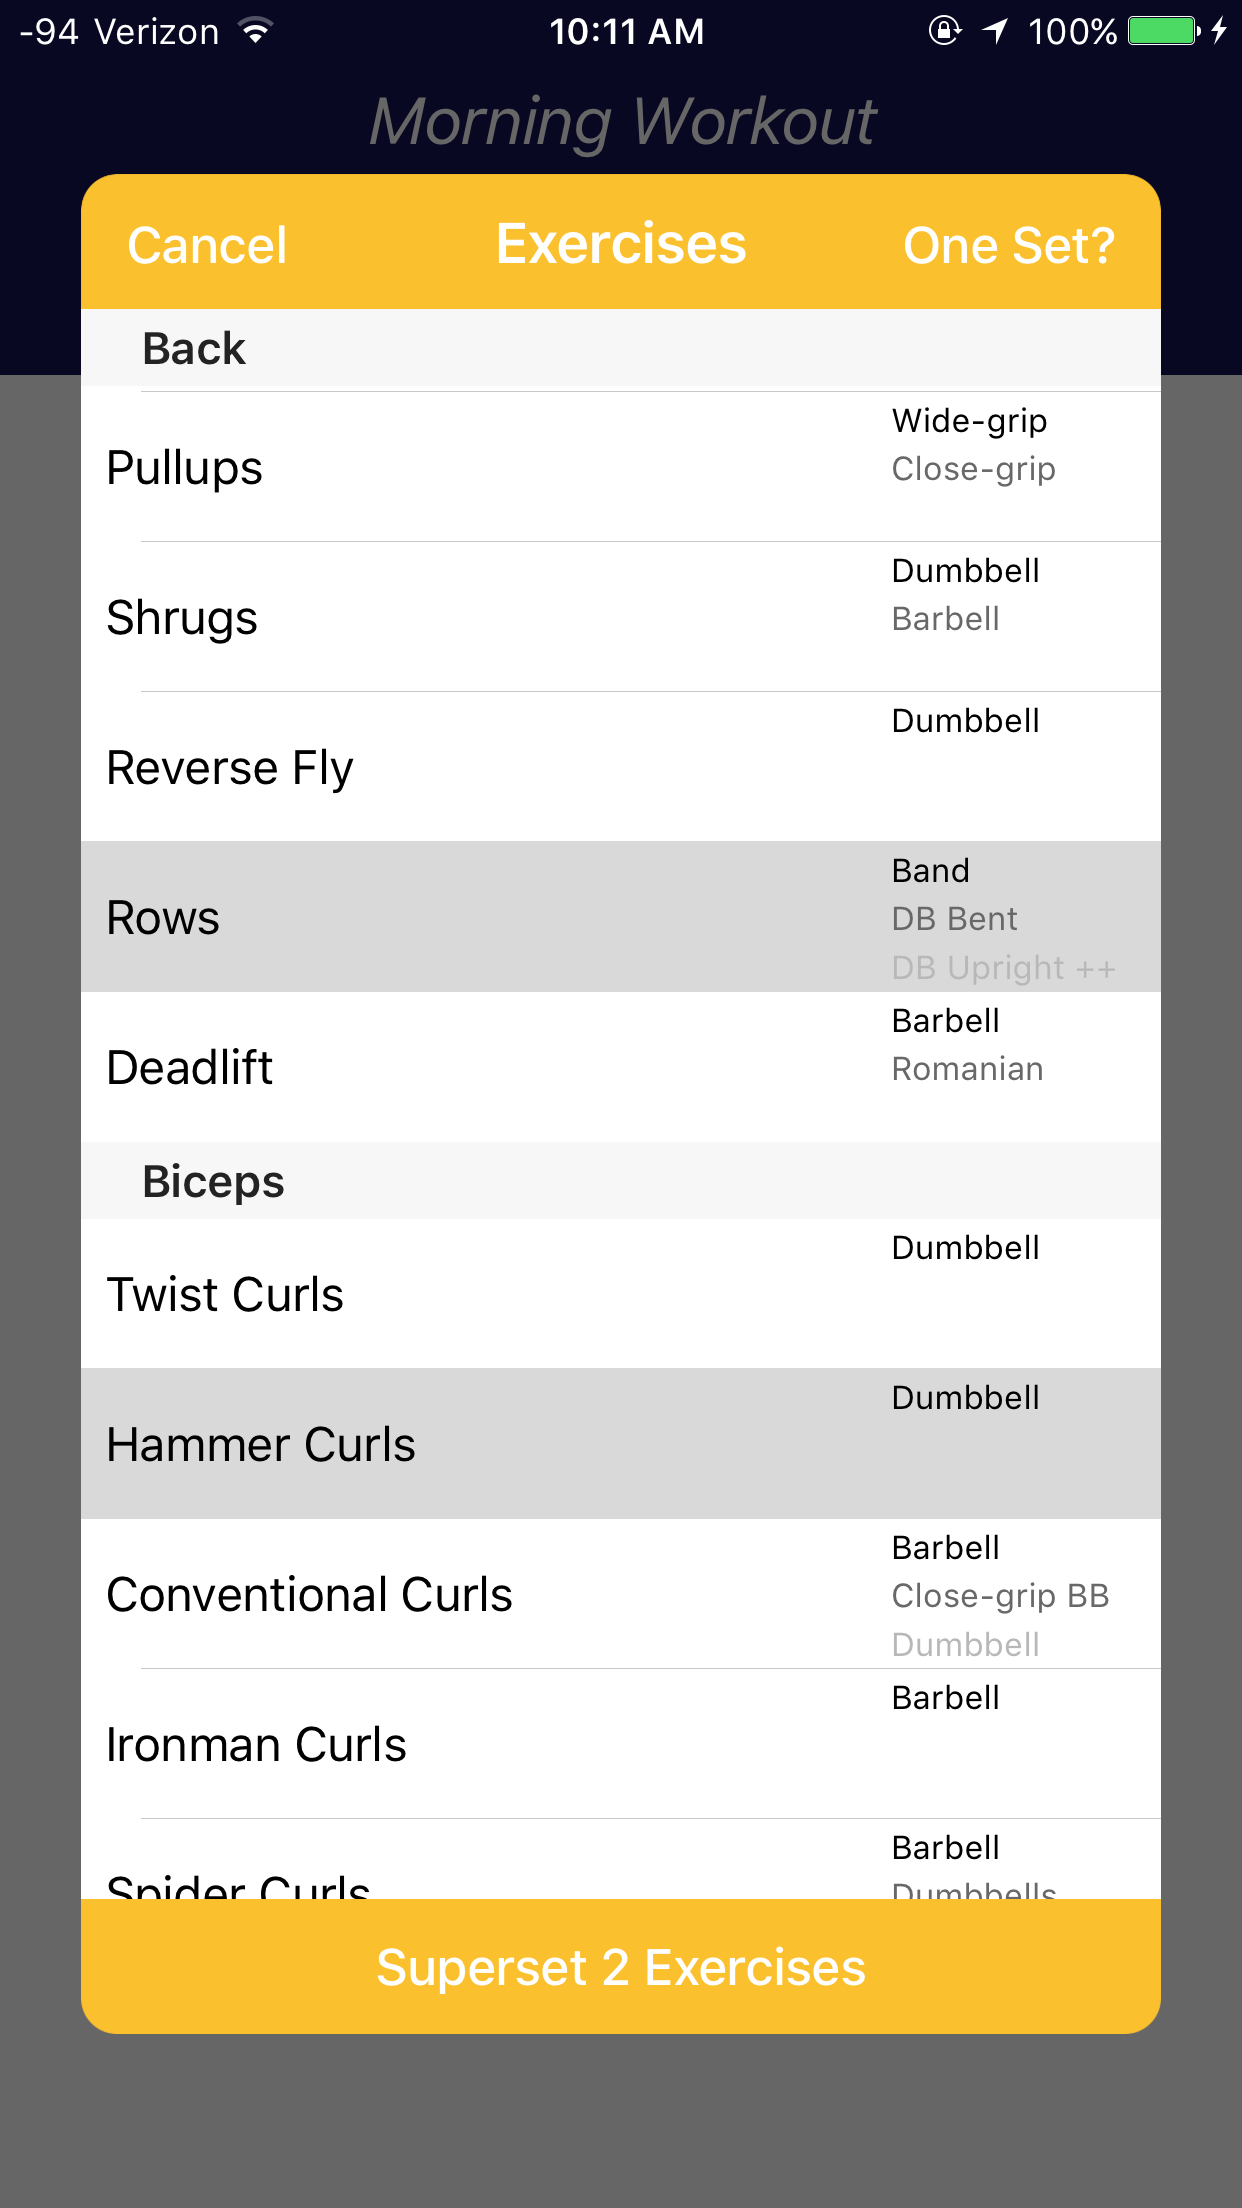 -94 Verizon 10:11 AM 100%
Morning Workout
Cancel Exercises One Set?
Back
Pullups
Wide-grip
Close-grip
Shrugs
Dumbbell
Barbell
Reverse Fly
Dumbbell
Rows
Band
DB Bent
DB Upright ++
Deadlift
Barbell
Romanian
Biceps
Twist Curls
Dumbbell
Hammer Curls
Dumbbell
Conventional Curls
Barbell
Close-grip BB
Dumbbell
Ironman Curls
Barbell
Spider Curls
Barbell
Dumbbells
Superset 2 Exercises